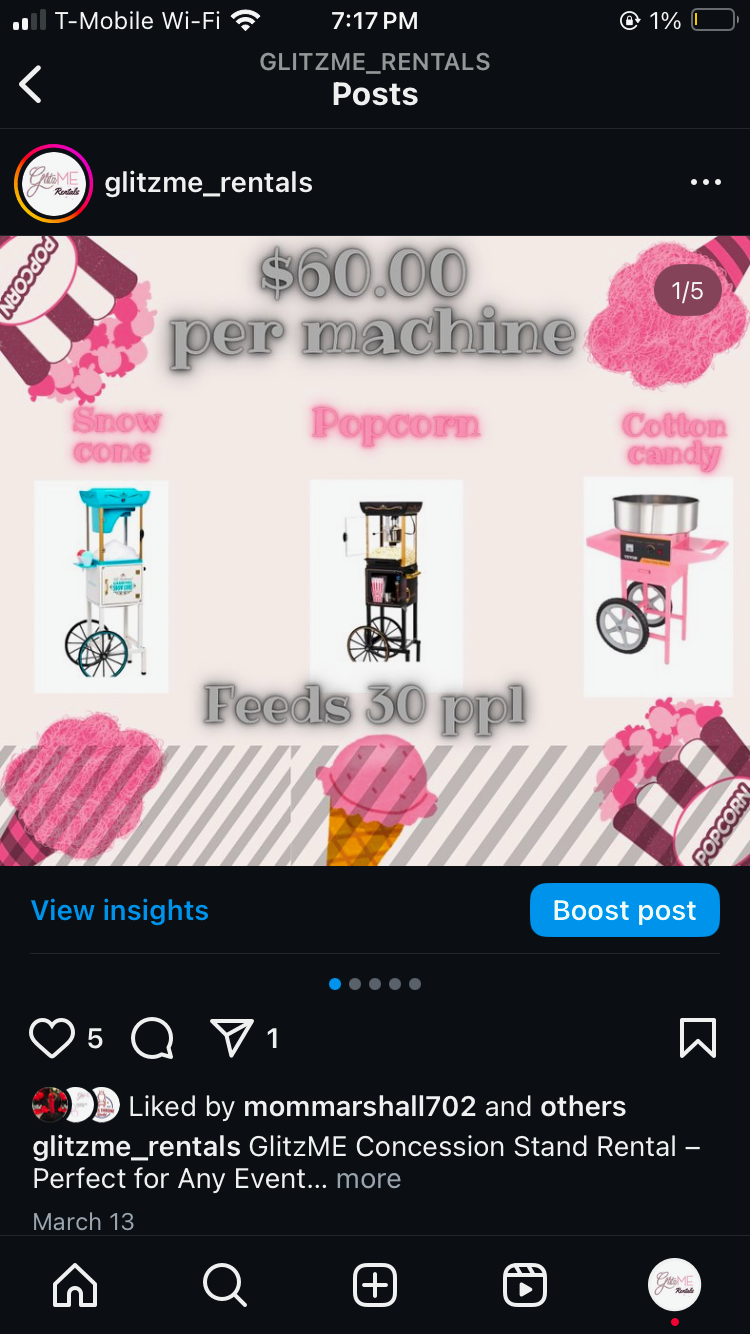 T-Mobile Wi-Fi 7:17 PM 1%
GLITZME_RENTALS
Posts
GlitzME
Rentals
glitzme_rentals
1/5
POPCORN
$60.00
per machine
Snow
cone
Popcorn
Cotton
candy
Feeds 30 ppl
POPCORN
View insights
Boost post
5
1
Liked by mommarshall702 and others
glitzme_rentals GlitzME Concession Stand Rental –
Perfect for Any Event... more
March 13
GlitzME
Rentals